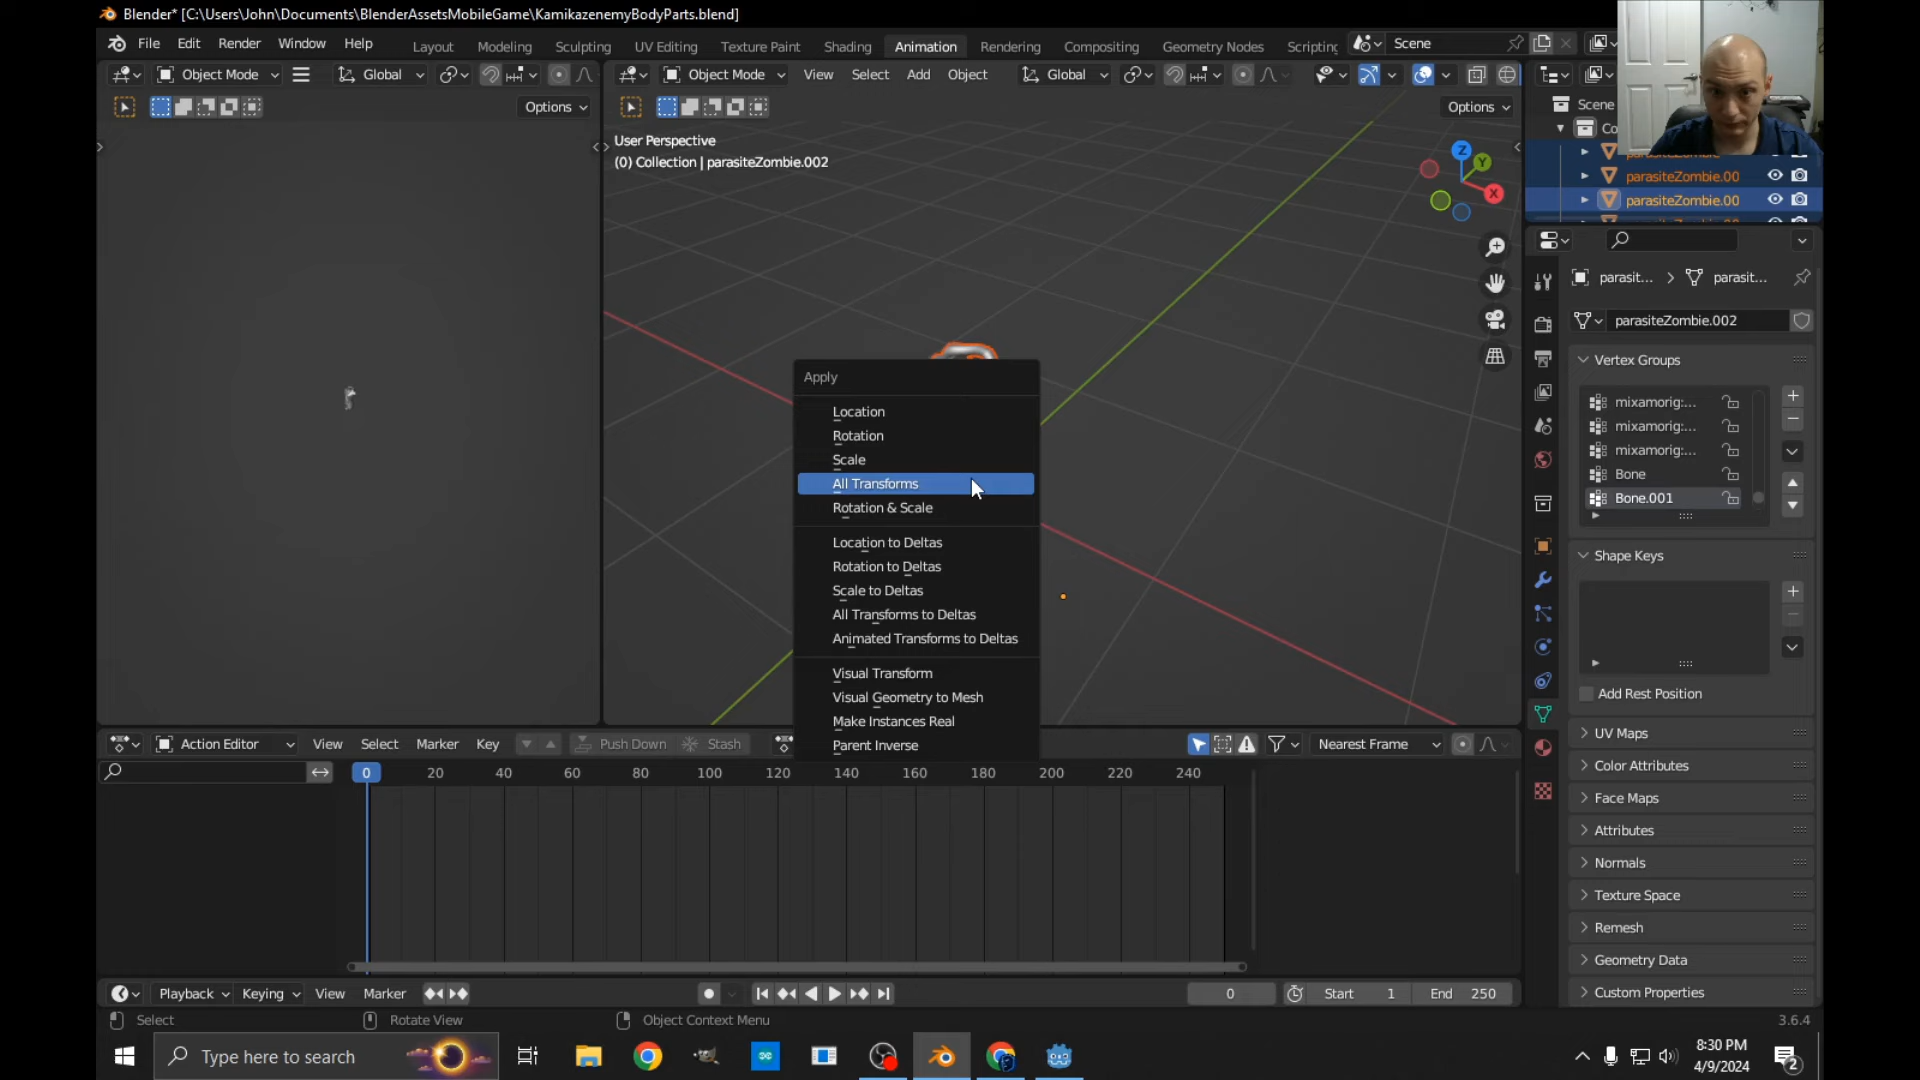 Blender* [C:\Users\John\Documents\BlenderAssetsMobileGame\KamikazenemyBodyParts.blend]
File Edit Render Window Help
Layout Modeling Sculpting UV Editing Texture Paint Shading Animation Rendering Compositing Geometry Nodes Scripting
Scene
Object Mode Global
Object Mode View Select Add Object Global
Options
Options
User Perspective
(0) Collection | parasiteZombie.002
Z
Y
X
Scene
Co
parasiteZombie.00
parasiteZombie.00
parasit... parasit...
parasiteZombie.002
Vertex Groups
mixamorig:...
mixamorig:...
mixamorig:...
Bone
Bone.001
Shape Keys
Add Rest Position
UV Maps
Color Attributes
Face Maps
Attributes
Normals
Texture Space
Remesh
Geometry Data
Custom Properties
Apply
Location
Rotation
Scale
All Transforms
Rotation & Scale
Location to Deltas
Rotation to Deltas
Scale to Deltas
All Transforms to Deltas
Animated Transforms to Deltas
Visual Transform
Visual Geometry to Mesh
Make Instances Real
Parent Inverse
Action Editor View Select Marker Key Push Down Stash Nearest Frame
0 20 40 60 80 100 120 140 160 180 200 220 240
Playback Keying View Marker 0 Start 1 End 250
Select Rotate View Object Context Menu 3.6.4
Type here to search
8:30 PM
4/9/2024
2